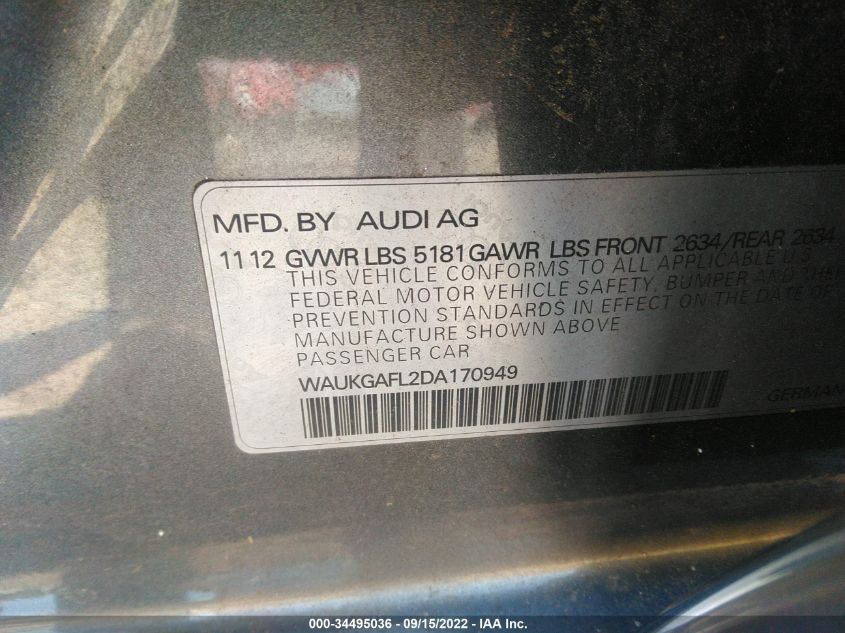 MFD. BY AUDI AG
11 12 GVWR LBS 5181 GAWR LBS FRONT 2634/REAR 2634
THIS VEHICLE CONFORMS TO ALL APPLICABLE U.S
FEDERAL MOTOR VEHICLE SAFETY, BUMPER AND THEF
PREVENTION STANDARDS IN EFFECT ON THE DATE OF
MANUFACTURE SHOWN ABOVE
PASSENGER CAR
WAUKGAFL2DA170949
GERMAN
000-34495036 - 09/15/2022 - IAA Inc.